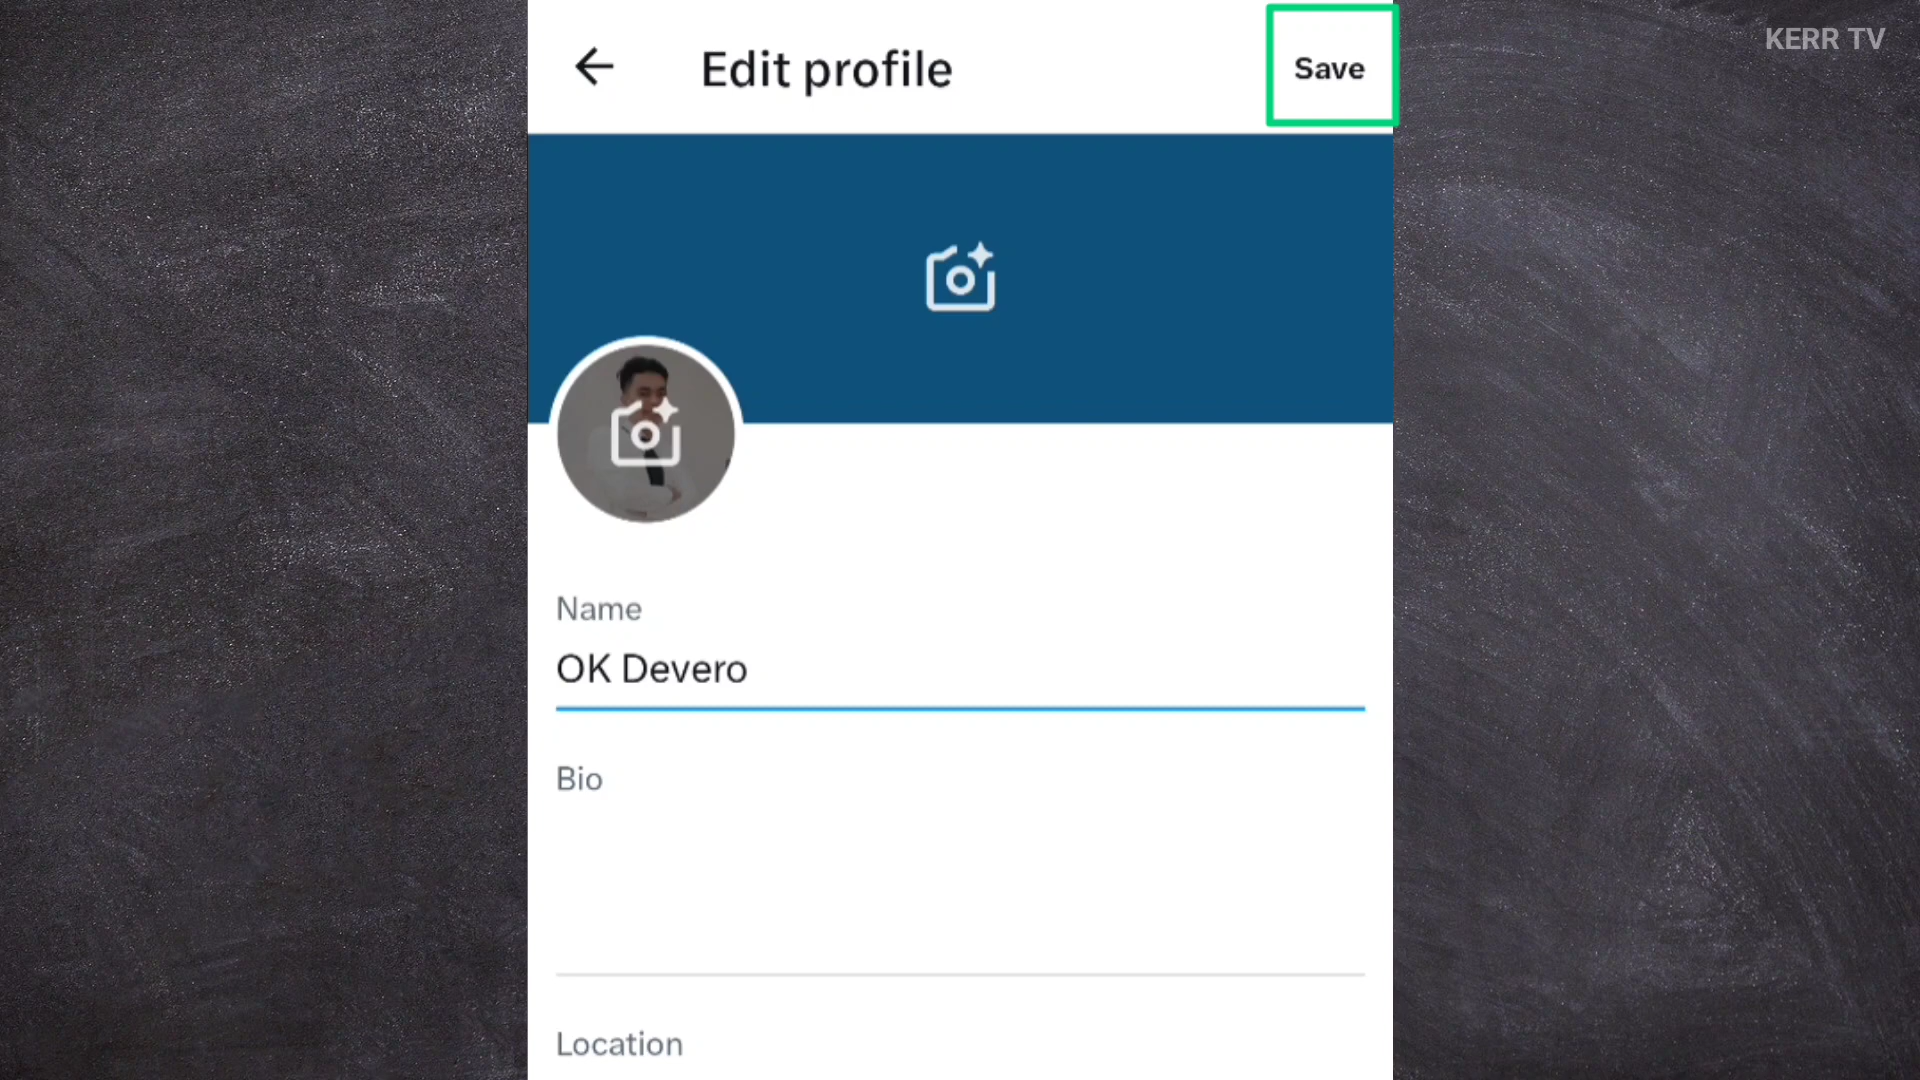 KERR TV
Edit profile
Save
Name
OK Devero
Bio
Location